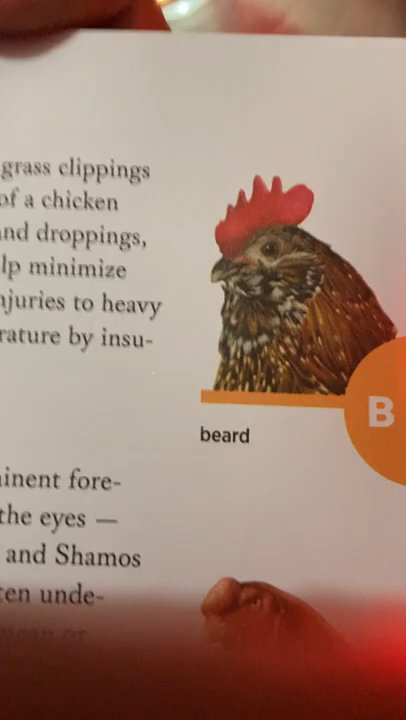 grass clippings
of a chicken
nd droppings,
lp minimize
njuries to heavy
rature by insu-
beard
B
inent fore-
the eyes —
and Shamos
ten unde-